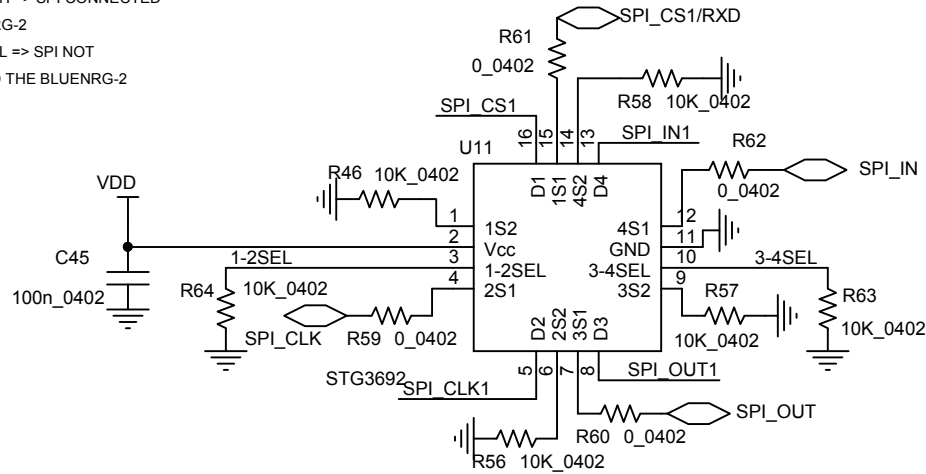 => SPI CONNECTED
RG-2
L => SPI NOT
THE BLUENRG-2
SPI_CS1/RXD
R61
0_0402
R58 10K_0402
SPI_CS1
16
15
14
13
SPI_IN1
R62
0_0402
SPI_IN
U11
R46 10K_0402
VDD
D1
1S1
4S2
D4
1
2
3
4
1S2
Vcc
1-2SEL
2S1
12
11
10
9
4S1
GND
3-4SEL
3S2
C45
100n_0402
1-2SEL
R64
10K_0402
SPI_CLK
R59 0_0402
3-4SEL
R57
10K_0402
R63
10K_0402
D2
2S2
3S1
D3
STG3692
SPI_CLK1
5
6
7
8
SPI_OUT1
SPI_OUT
R60 0_0402
R56 10K_0402